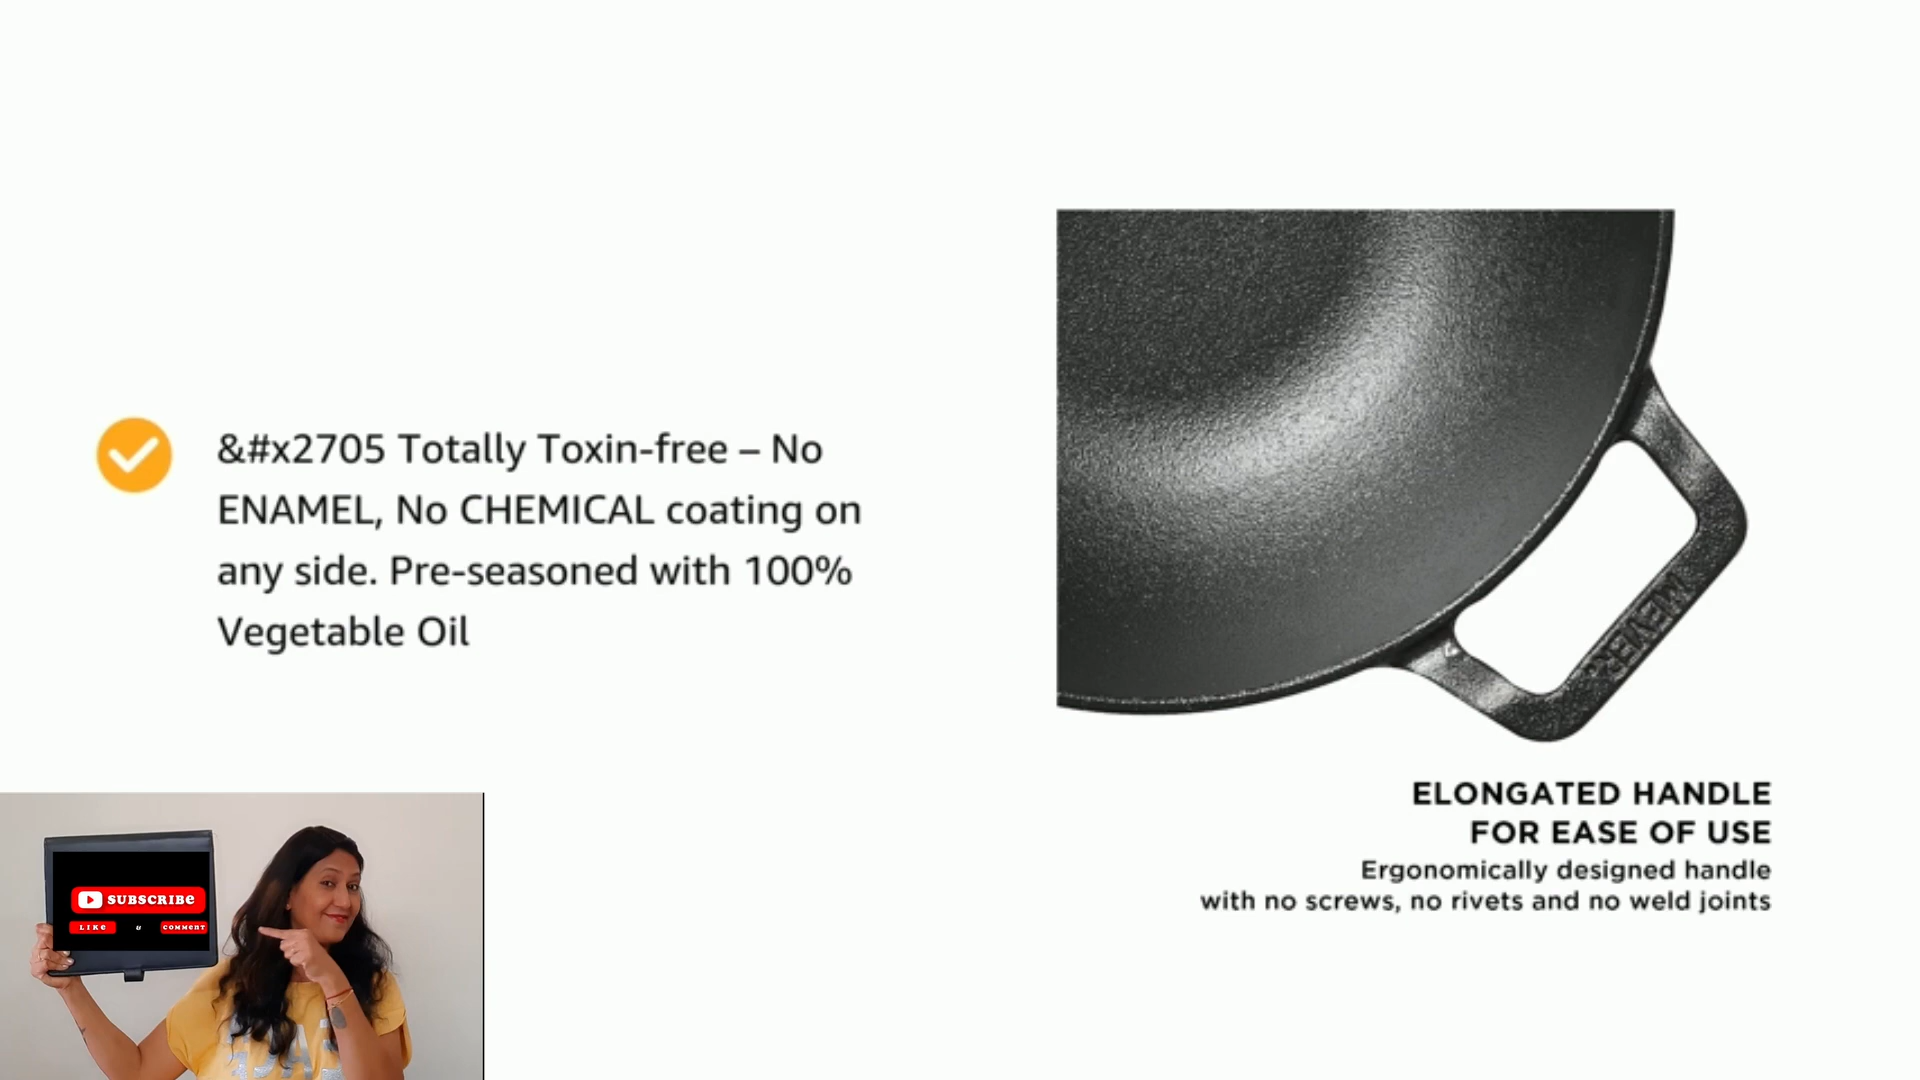 &#x2705 Totally Toxin-free – No
ENAMEL, No CHEMICAL coating on
any side. Pre-seasoned with 100%
Vegetable Oil
MEYER
ELONGATED HANDLE
FOR EASE OF USE
Ergonomically designed handle
with no screws, no rivets and no weld joints
SUBSCRIBE
LIKE
COMMENT